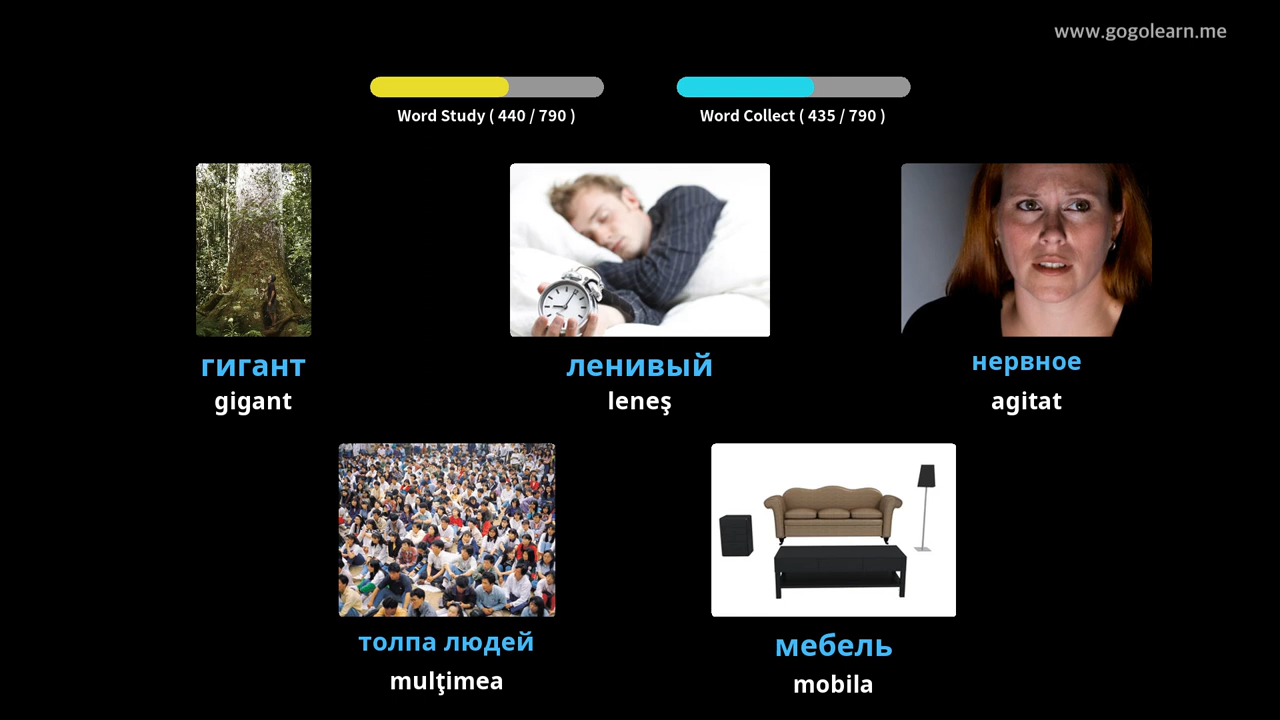 www.gogolearn.me
Word Study ( 440 / 790 )
Word Collect ( 435 / 790 )
гигант
gigant
ленивый
leneş
нервное
agitat
толпа людей
mulţimea
мебель
mobila